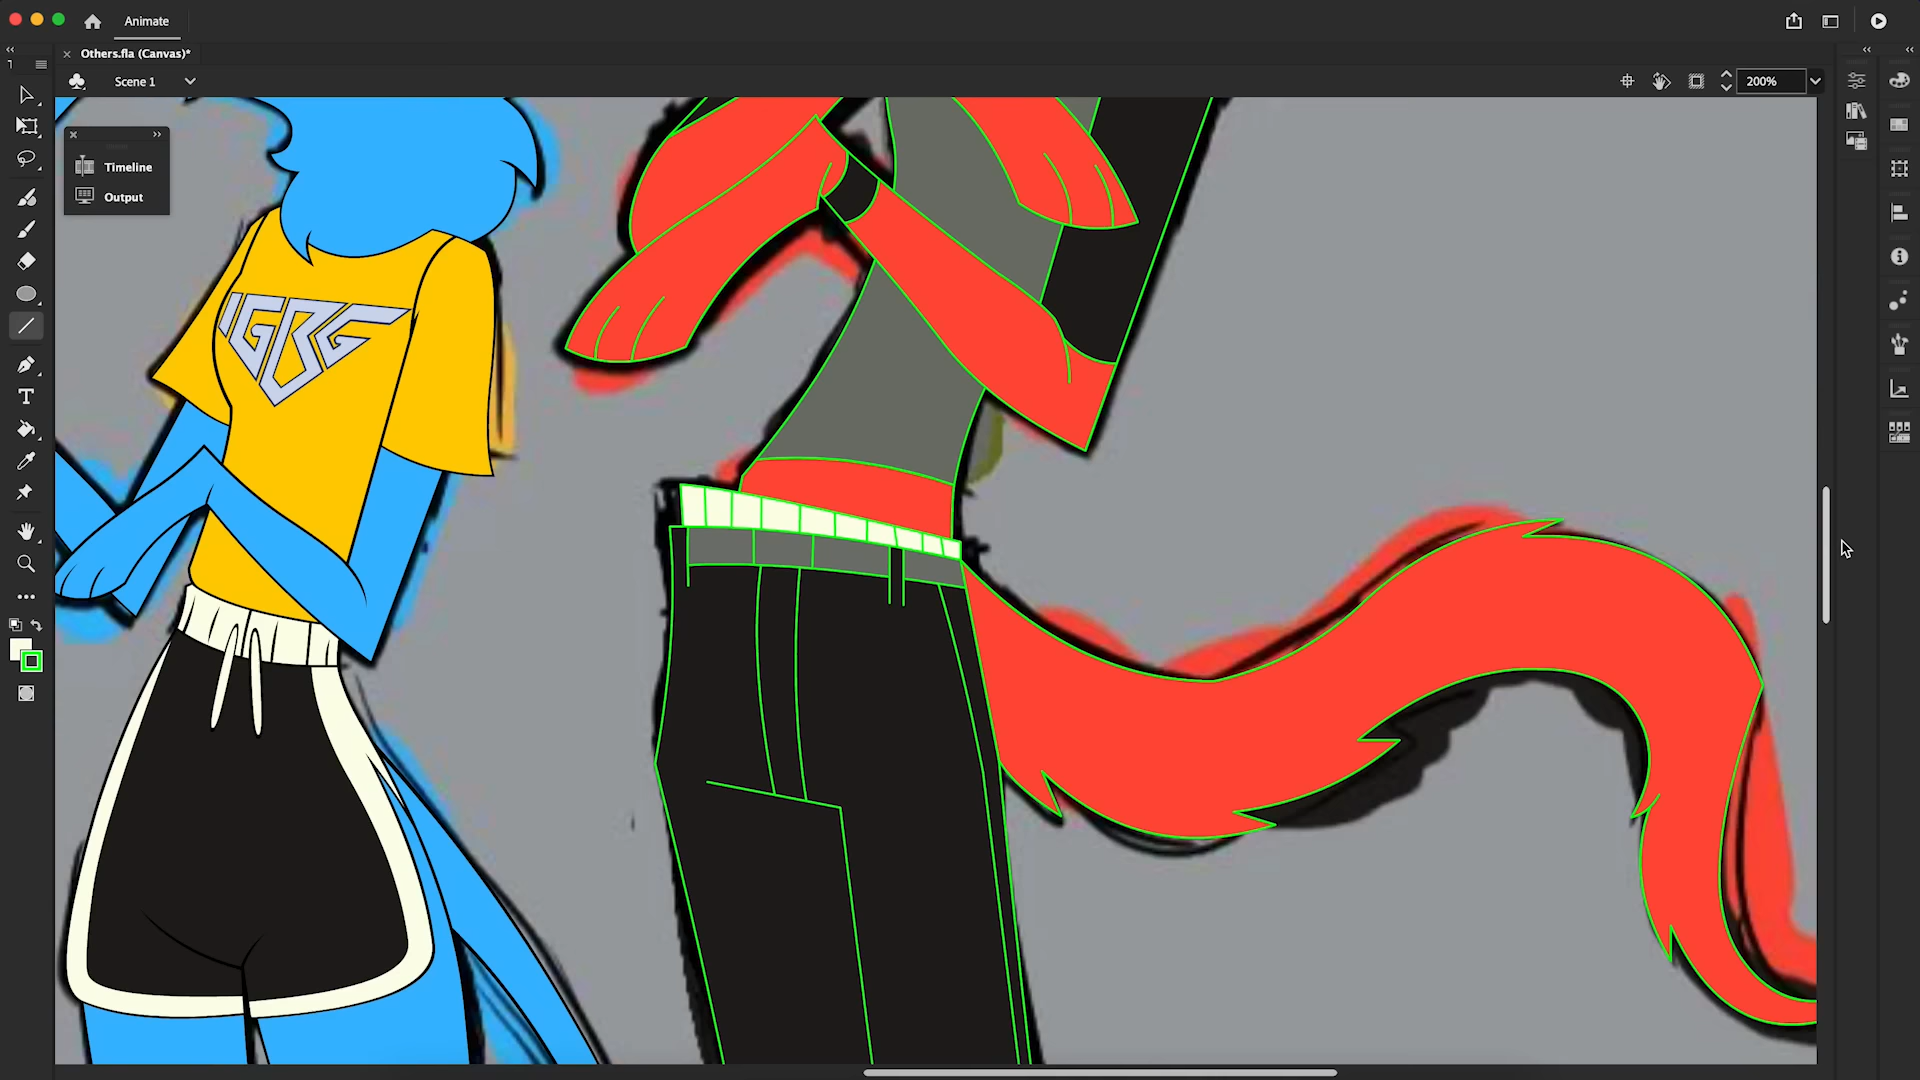 Animate
Others.fla (Canvas)*
Scene 1
200%
Timeline
Output
IGBG